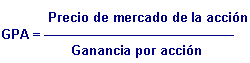 Precio de mercado de la acción
GPA =
Ganancia por acción